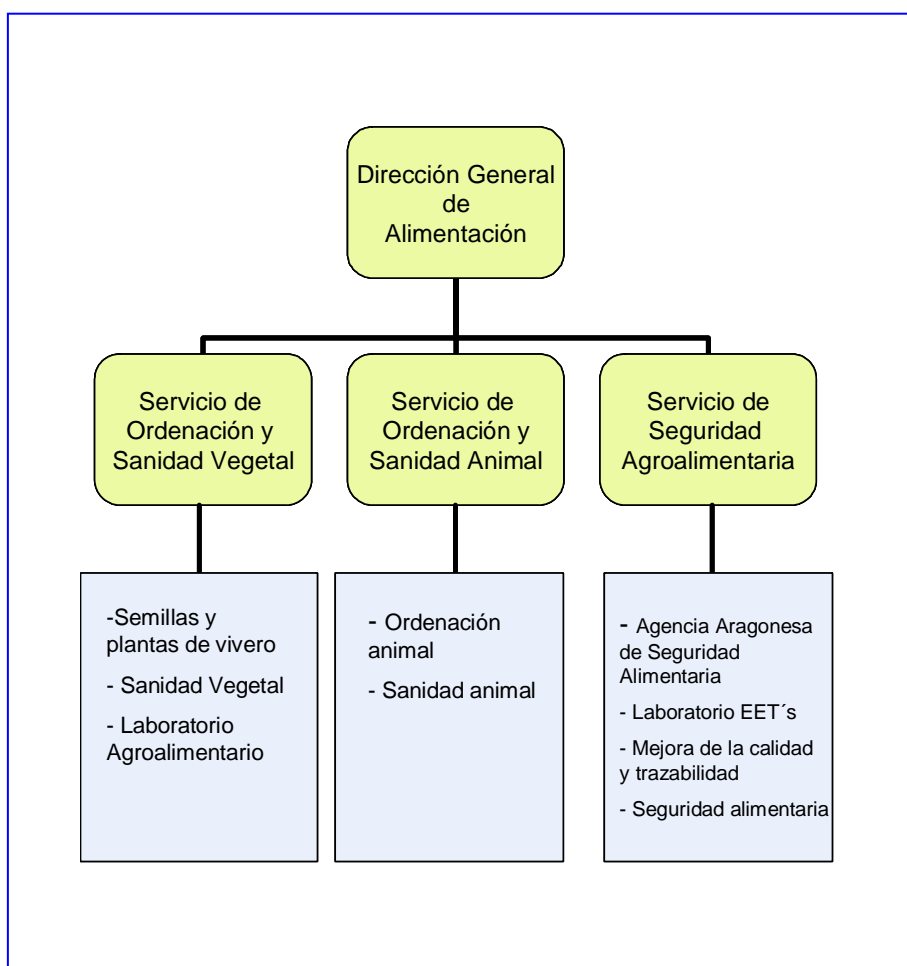 Dirección General
de
Alimentación
Servicio de
Ordenación y
Sanidad Vegetal
Servicio de
Ordenación y
Sanidad Animal
Servicio de
Seguridad
Agroalimentaria
-Semillas y
plantas de vivero
- Sanidad Vegetal
- Laboratorio
Agroalimentario
- Ordenación
animal
- Sanidad animal
- Agencia Aragonesa
de Seguridad
Alimentaria
- Laboratorio EET´s
- Mejora de la calidad
y trazabilidad
- Seguridad alimentaria